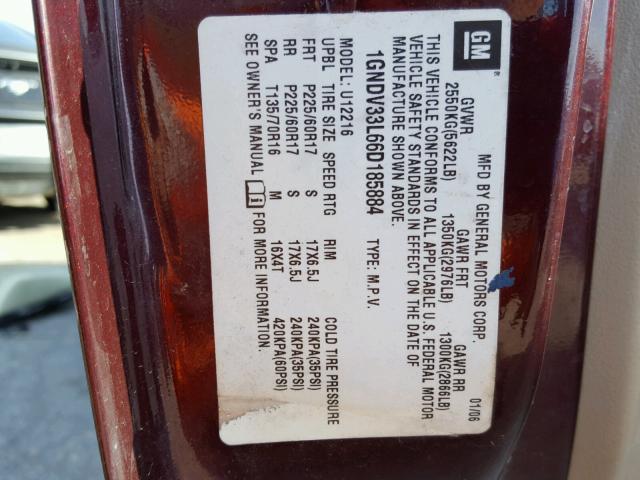 GM
MFD BY GENERAL MOTORS CORP. 01/06
GVWR GAWR FRT GAWR RR
2550KG(5622LB) 1350KG(2976LB) 1300KG(2866LB)
THIS VEHICLE CONFORMS TO ALL APPLICABLE U.S. FEDERAL MOTOR
VEHICLE SAFETY STANDARDS IN EFFECT ON THE DATE OF
MANUFACTURE SHOWN ABOVE.
1GNDV33L66D185884 TYPE: M.P.V.
MODEL: U12216
UPBL TIRE SIZE SPEED RTG RIM COLD TIRE PRESSURE
FRT P225/60R17 S 17X6.5J 240KPA(35PSI)
RR P225/60R17 S 17X6.5J 240KPA(35PSI)
SPA T135/70R16 M 16X4T 420KPA(60PSI)
SEE OWNER'S MANUAL FOR MORE INFORMATION.